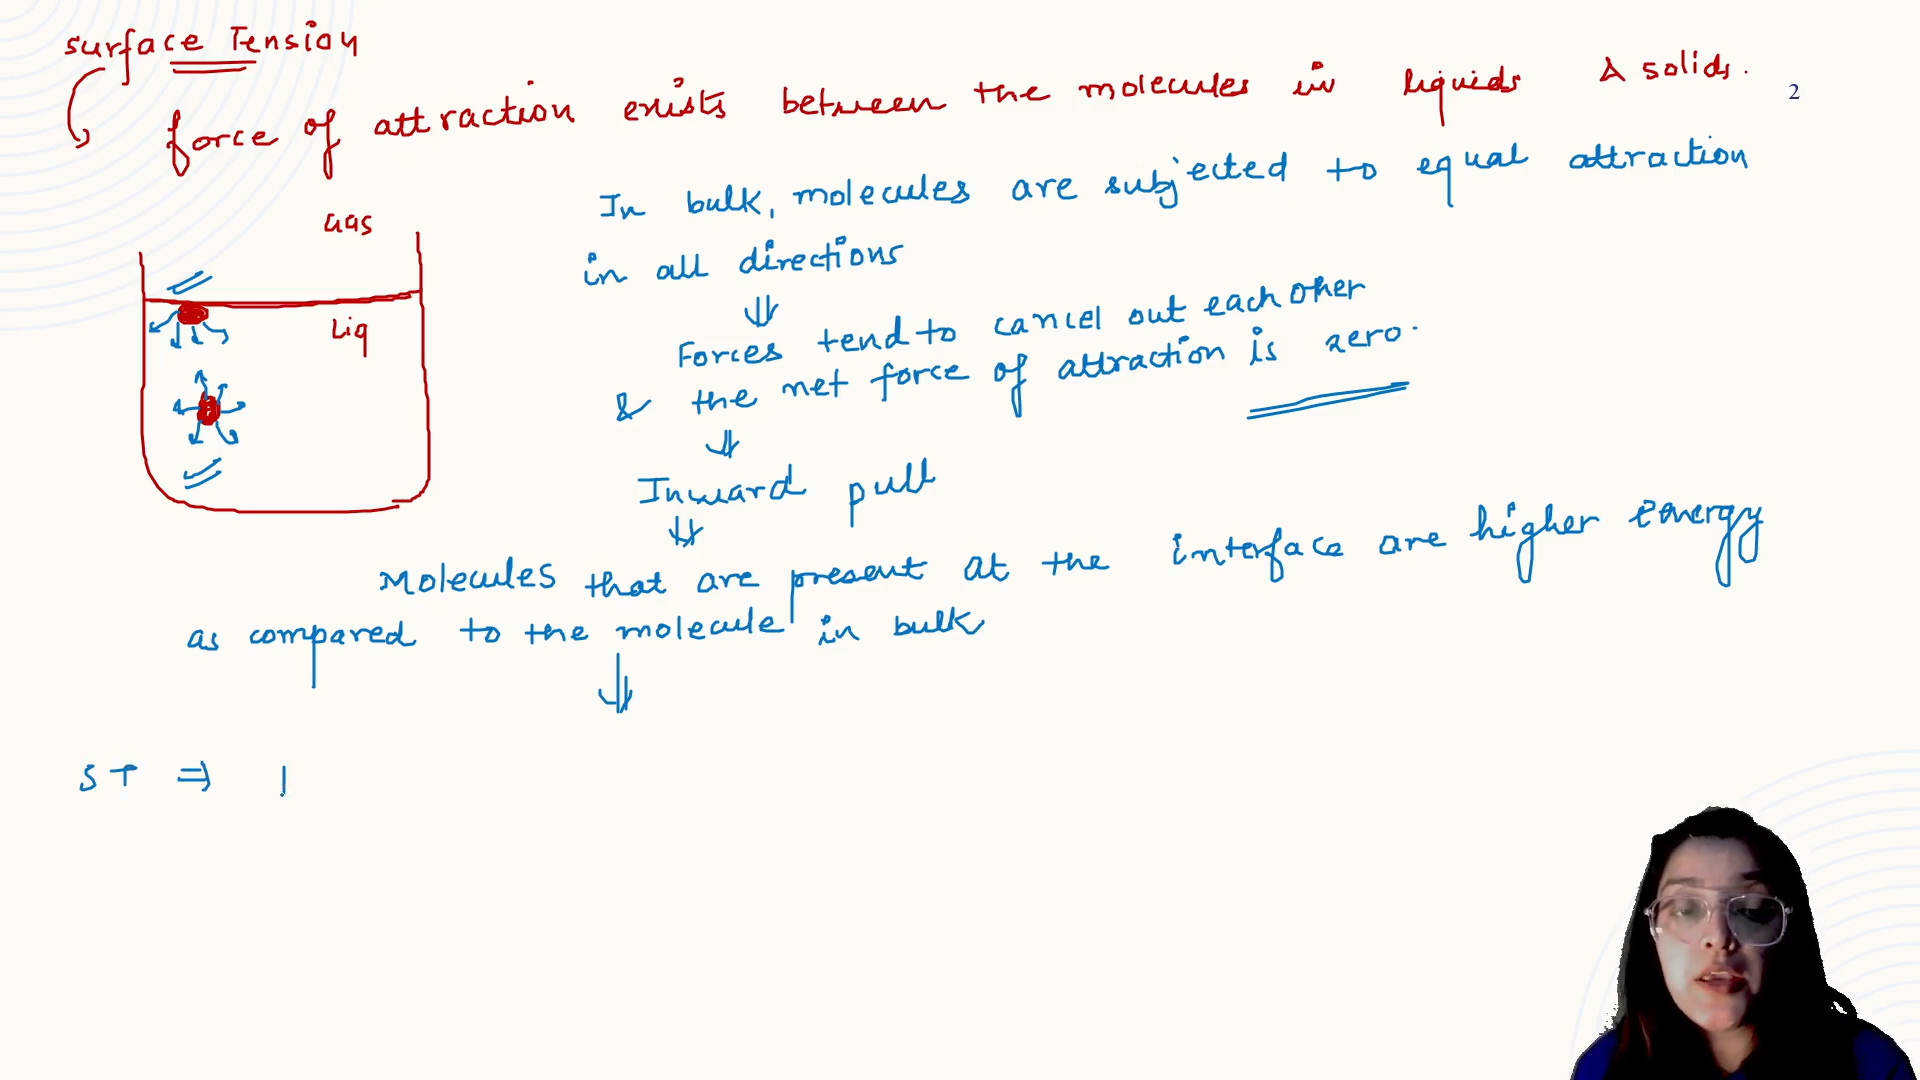 Surface Tension
force of attraction exists between the molecules in liquids & solids.
2
In bulk, molecules are subjected to equal attraction
in all directions
Gas
Liq
Forces tend to cancel out each other
& the net force of attraction is zero.
Inward pull
Molecules that are present at the interface are higher energy
as compared to the molecule in bulk
ST ⇒